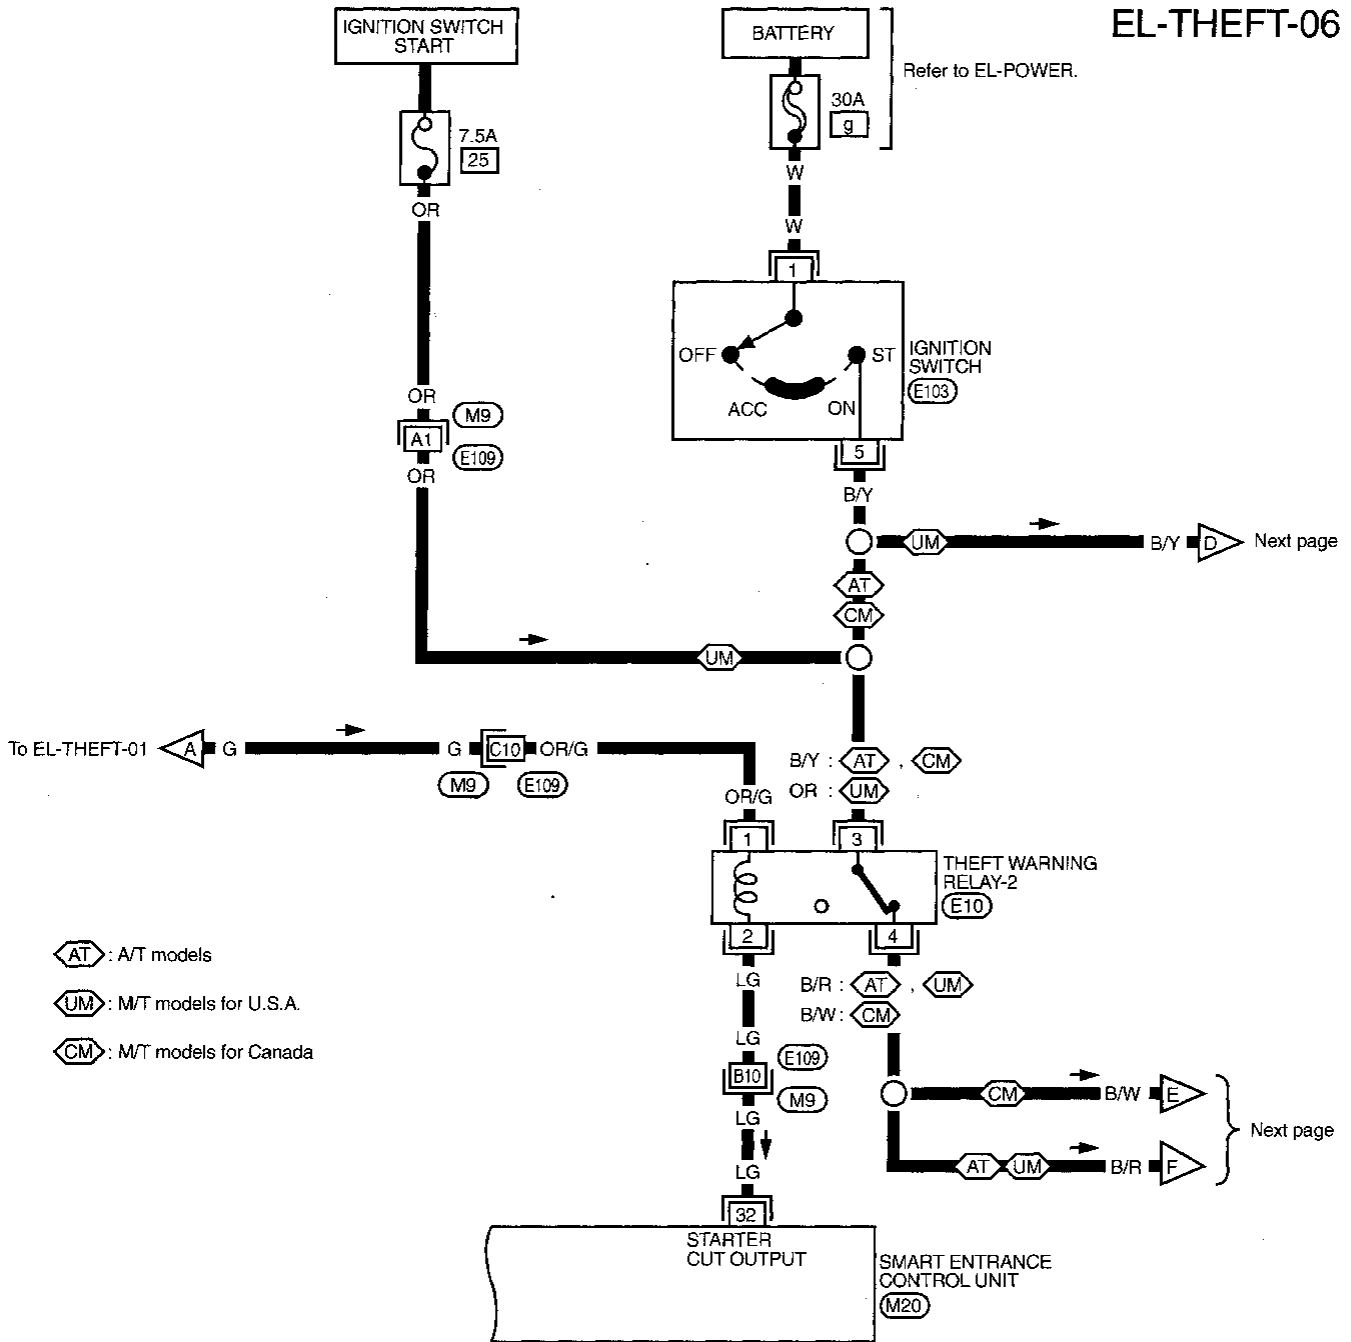 EL-THEFT-06
IGNITION SWITCH
START
BATTERY
Refer to EL-POWER.
7.5A
25
30A
g
OR
W
W
1
OFF
ST
ACC
ON
IGNITION
SWITCH
E103
OR
M9
A1
E109
OR
5
B/Y
UM
B/Y
D
Next page
AT
CM
UM
To EL-THEFT-01
A
G
G
C10
OR/G
M9
E109
B/Y : AT , CM
OR : UM
OR/G
1
3
THEFT WARNING
RELAY-2
E10
2
4
AT : A/T models
UM : M/T models for U.S.A.
CM : M/T models for Canada
LG
B/R : AT , UM
B/W : CM
LG
E109
B10
M9
LG
LG
CM
B/W
E
AT
UM
B/R
F
Next page
32
STARTER
CUT OUTPUT
SMART ENTRANCE
CONTROL UNIT
M20